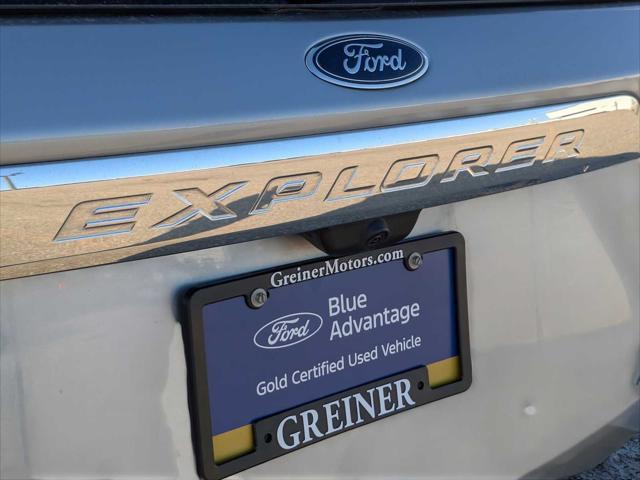 Ford
EXPLORER
GreinerMotors.com
Ford
Blue
Advantage
Gold Certified Used Vehicle
GREINER